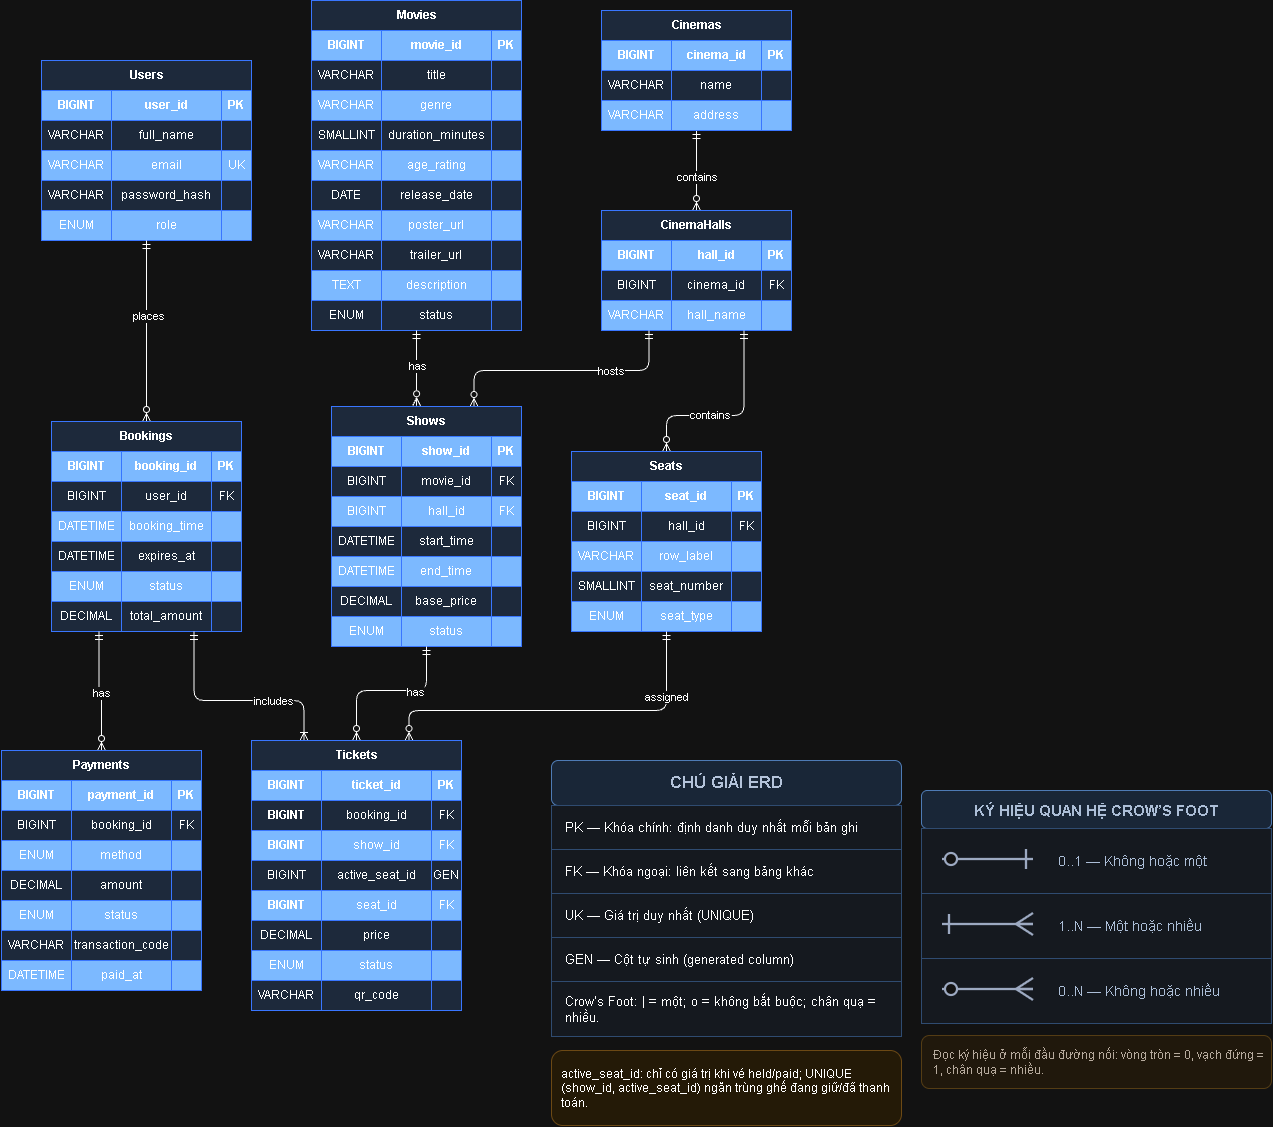 Movies
BIGINT movie_id PK
VARCHAR title
VARCHAR genre
SMALLINT duration_minutes
VARCHAR age_rating
DATE release_date
VARCHAR poster_url
VARCHAR trailer_url
TEXT description
ENUM status
Cinemas
BIGINT cinema_id PK
VARCHAR name
VARCHAR address
Users
BIGINT user_id PK
VARCHAR full_name
VARCHAR email UK
VARCHAR password_hash
ENUM role
contains
CinemaHalls
BIGINT hall_id PK
BIGINT cinema_id FK
VARCHAR hall_name
places
has
hosts
contains
Bookings
BIGINT booking_id PK
BIGINT user_id FK
DATETIME booking_time
DATETIME expires_at
ENUM status
DECIMAL total_amount
Shows
BIGINT show_id PK
BIGINT movie_id FK
BIGINT hall_id FK
DATETIME start_time
DATETIME end_time
DECIMAL base_price
ENUM status
Seats
BIGINT seat_id PK
BIGINT hall_id FK
VARCHAR row_label
SMALLINT seat_number
ENUM seat_type
has
includes
has
assigned
Payments
BIGINT payment_id PK
BIGINT booking_id FK
ENUM method
DECIMAL amount
ENUM status
VARCHAR transaction_code
DATETIME paid_at
Tickets
BIGINT ticket_id PK
BIGINT booking_id FK
BIGINT show_id FK
BIGINT active_seat_id GEN
BIGINT seat_id FK
DECIMAL price
ENUM status
VARCHAR qr_code
CHÚ GIẢI ERD
PK — Khóa chính: định danh duy nhất mỗi bản ghi
FK — Khóa ngoại: liên kết sang bảng khác
UK — Giá trị duy nhất (UNIQUE)
GEN — Cột tự sinh (generated column)
Crow's Foot: | = một; o = không bắt buộc; chân quạ =
nhiều.
active_seat_id: chỉ có giá trị khi vé held/paid; UNIQUE
(show_id, active_seat_id) ngăn trùng ghế đang giữ/đã thanh
toán.
KÝ HIỆU QUAN HỆ CROW'S FOOT
0..1 — Không hoặc một
1..N — Một hoặc nhiều
0..N — Không hoặc nhiều
Đọc ký hiệu ở mỗi đầu đường nối: vòng tròn = 0, vạch đứng =
1, chân quạ = nhiều.